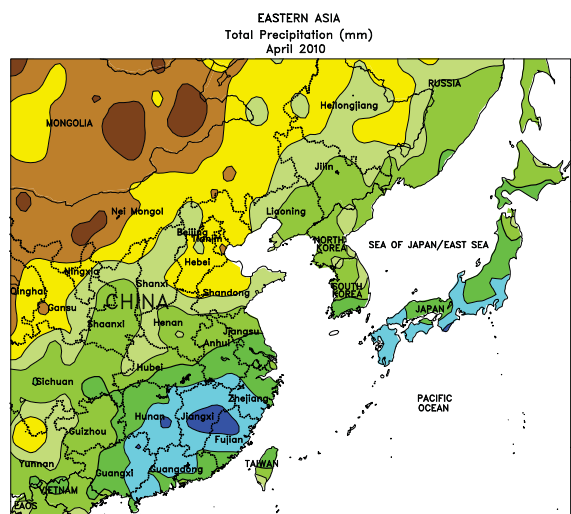 EASTERN ASIA
Total Precipitation (mm)
April 2010
RUSSIA
Heilongjiang
MONGOLIA
Jilin
Nei Mongol
Liaoning
Beijing
Tianjin
NORTH
KOREA
SEA OF JAPAN/EAST SEA
Hebei
Ningxia
Shanxi
Qinghai
Shandong
SOUTH
KOREA
CHINA
Gansu
JAPAN
Shaanxi
Henan
Jiangsu
Anhui
Hubei
Sichuan
Zhejiang
PACIFIC
OCEAN
Hunan
Jiangxi
Guizhou
Fujian
Yunnan
Guangxi
Guangdong
TAIWAN
VIETNAM
LAOS